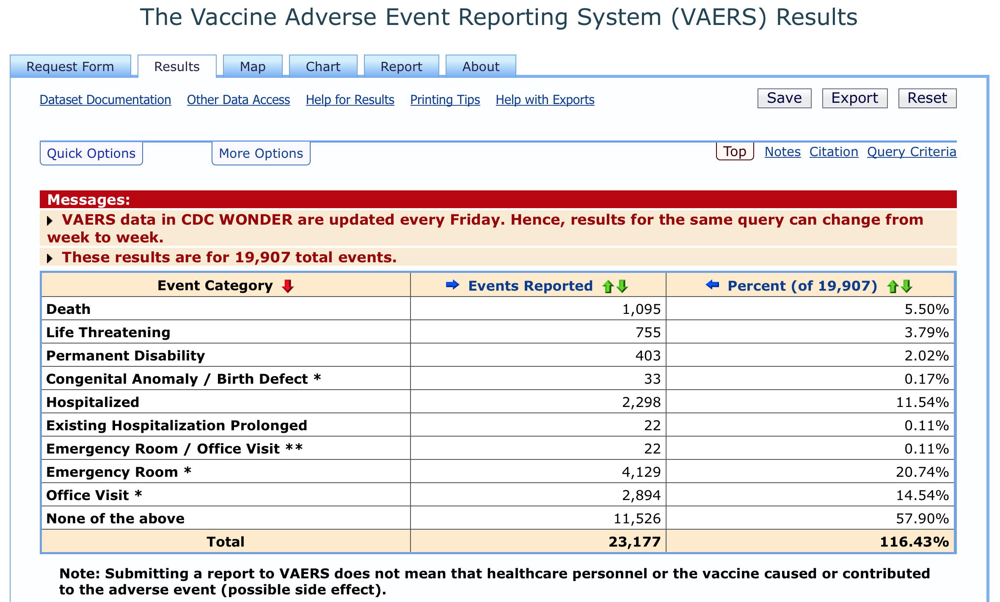 The Vaccine Adverse Event Reporting System (VAERS) Results
Request Form Results Map Chart Report About
Dataset Documentation Other Data Access Help for Results Printing Tips Help with Exports Save Export Reset
Quick Options More Options Top Notes Citation Query Criteria
Messages:
VAERS data in CDC WONDER are updated every Friday. Hence, results for the same query can change from
week to week.
These results are for 19,907 total events.
Event Category Events Reported Percent (of 19,907)
Death 1,095 5.50%
Life Threatening 755 3.79%
Permanent Disability 403 2.02%
Congenital Anomaly / Birth Defect * 33 0.17%
Hospitalized 2,298 11.54%
Existing Hospitalization Prolonged 22 0.11%
Emergency Room / Office Visit ** 22 0.11%
Emergency Room * 4,129 20.74%
Office Visit * 2,894 14.54%
None of the above 11,526 57.90%
Total 23,177 116.43%
Note: Submitting a report to VAERS does not mean that healthcare personnel or the vaccine caused or contributed
to the adverse event (possible side effect).